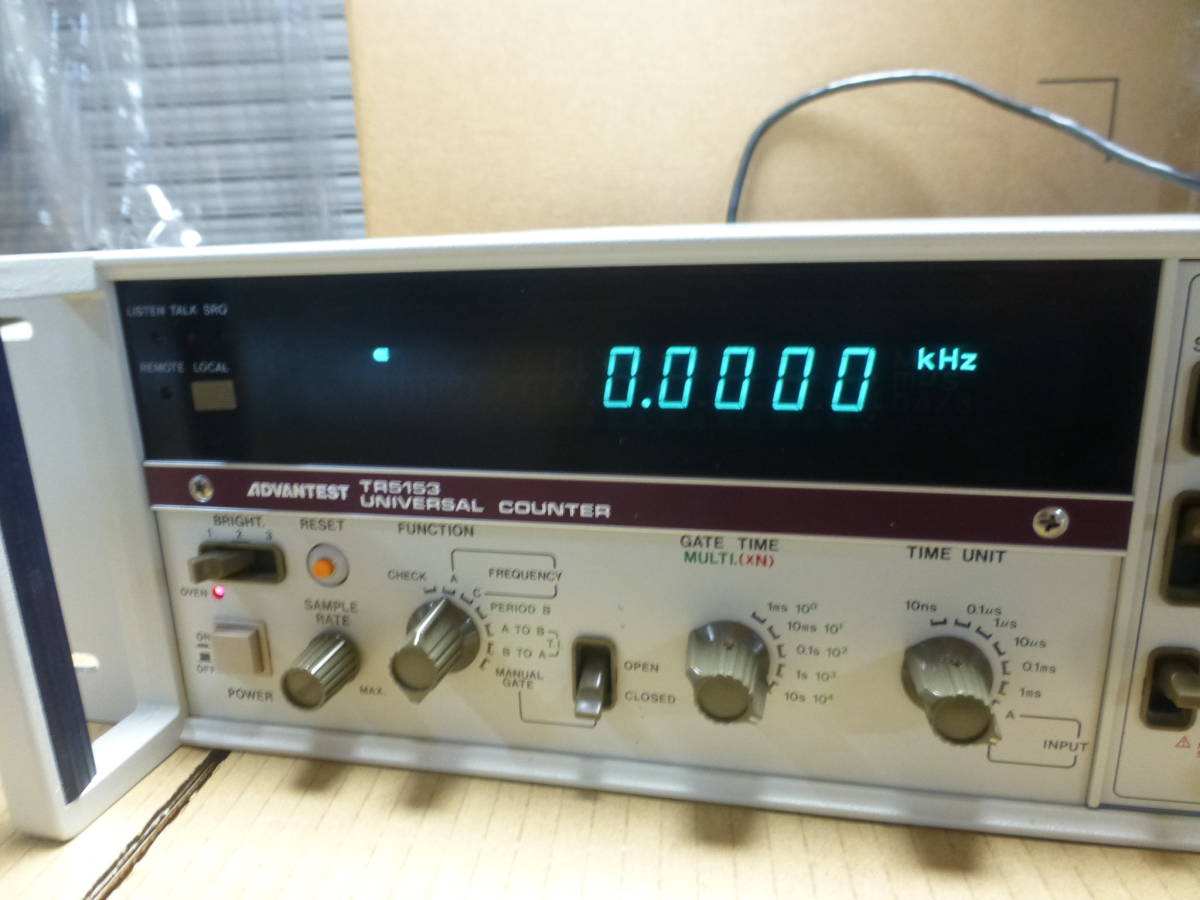 LISTEN TALK SRQ
REMOTE LOCAL
0.0000 kHz
ADVANTEST TR5153
UNIVERSAL COUNTER
BRIGHT.
1 2 3
RESET
FUNCTION
GATE TIME
MULTI.(×N)
TIME UNIT
OVEN
CHECK
A
C
FREQUENCY
PERIOD B
A TO B
B TO A
T.I.
MANUAL
GATE
SAMPLE
RATE
MAX.
ON
OFF
POWER
OPEN
CLOSED
1ms 10⁰
10ms 10¹
0.1s 10²
1s 10³
10s 10⁴
10ns
0.1µs
1µs
10µs
0.1ms
1ms
A
INPUT